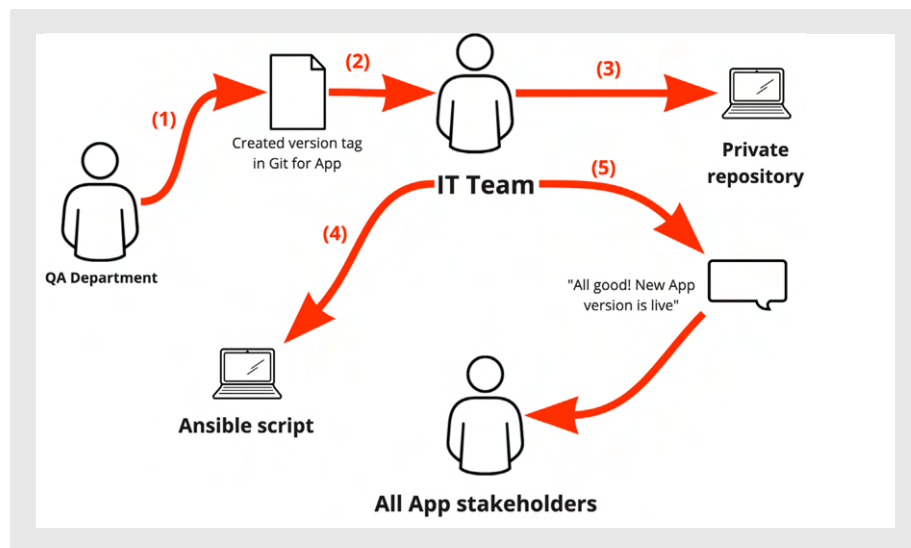 (1)
(2)
(3)
Created version tag
in Git for App
Private
repository
IT Team
(5)
(4)
QA Department
"All good! New App
version is live"
Ansible script
All App stakeholders